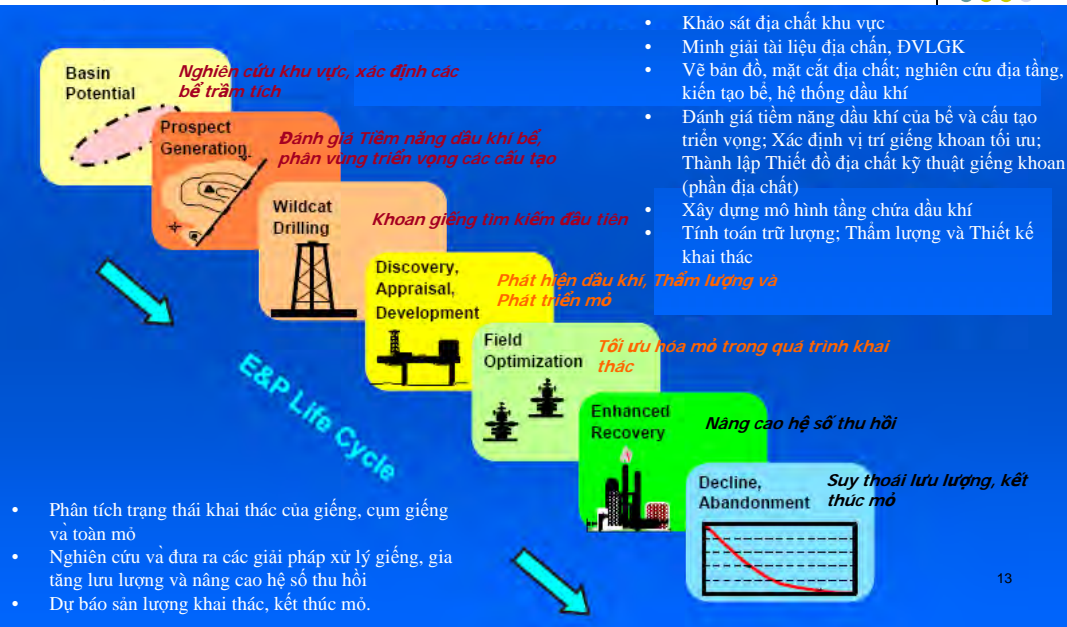 • Khảo sát địa chất khu vực
• Minh giải tài liệu địa chấn, ĐVLGK
• Vẽ bản đồ, mặt cắt địa chất; nghiên cứu địa tầng,
kiến tạo bể, hệ thống dầu khí
• Đánh giá tiềm năng dầu khí của bể và cấu tạo
triển vọng; Xác định vị trí giếng khoan tối ưu;
Thành lập Thiết đồ địa chất kỹ thuật giếng khoan
(phần địa chất)
• Xây dựng mô hình tầng chứa dầu khí
• Tính toán trữ lượng; Thẩm lượng và Thiết kế
khai thác
Basin
Potential
Nghiên cứu khu vực, xác định các
bể trầm tích
Prospect
Generation
Đánh giá Tiềm năng dầu khí bể,
phân vùng triển vọng các cấu tạo
Wildcat
Drilling
Khoan giếng tìm kiếm đầu tiên
Discovery,
Appraisal,
Development
Phát hiện dầu khí, Thẩm lượng và
Phát triển mỏ
Field
Optimization
Tối ưu hóa mỏ trong quá trình khai
thác
Enhanced
Recovery
Nâng cao hệ số thu hồi
Decline,
Abandonment
Suy thoái lưu lượng, kết
thúc mỏ
E&P Life Cycle
• Phân tích trạng thái khai thác của giếng, cụm giếng
và toàn mỏ
• Nghiên cứu và đưa ra các giải pháp xử lý giếng, gia
tăng lưu lượng và nâng cao hệ số thu hồi
• Dự báo sản lượng khai thác, kết thúc mỏ.
13